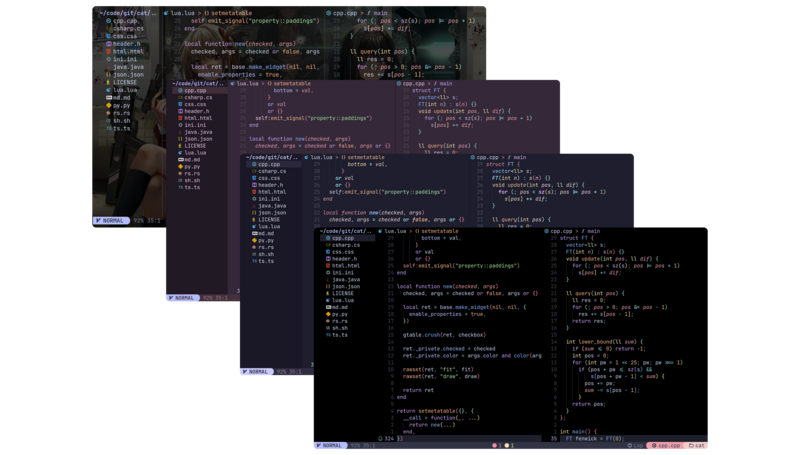 ~/code/git/cat/..
cpp.cpp
csharp.cs
css.css
header.h
html.html
ini.ini
java.java
json.json
LICENSE
lua.lua
md.md
py.py
rs.rs
sh.sh
ts.ts
NORMAL 92% 35:1
lua.lua > {} setmetatable
self:emit_signal("property::paddings")
end
local function new(checked, args)
checked, args = checked or false, args
local ret = base.make_widget(nil, nil,
enable_properties = true,
cpp.cpp > f main
for (; pos < sz(s); pos |= pos + 1)
s[pos] += dif;
}
ll query(int pos) {
ll res = 0;
for (; pos > 0; pos &= pos - 1)
res += s[pos - 1];
~/code/git/cat/..
cpp.cpp
csharp.cs
css.css
header.h
html.html
ini.ini
java.java
json.json
LICENSE
lua.lua
md.md
py.py
rs.rs
sh.sh
ts.ts
NORMAL 92% 35:1
lua.lua > {} setmetatable
bottom = val,
}
or val
or {}
self:emit_signal("property::paddings")
end
local function new(checked, args)
checked, args = checked or false, args or {}
cpp.cpp > f main
struct FT {
vector<ll> s;
FT(int n) : s(n) {}
void update(int pos, ll dif) {
for (; pos < sz(s); pos |= pos + 1)
s[pos] += dif;
}
ll query(int pos) {
ll res = 0;
~/code/git/cat/..
cpp.cpp
csharp.cs
css.css
header.h
html.html
ini.ini
java.java
json.json
LICENSE
lua.lua
md.md
py.py
rs.rs
sh.sh
ts.ts
NORMAL 92% 35:1
lua.lua > {} setmetatable
bottom = val,
}
or val
or {}
self:emit_signal("property::paddings")
end
local function new(checked, args)
checked, args = checked or false, args or {}
cpp.cpp > f main
struct FT {
vector<ll> s;
FT(int n) : s(n) {}
void update(int pos, ll dif) {
for (; pos < sz(s); pos |= pos + 1)
s[pos] += dif;
}
ll query(int pos) {
ll res = 0;
~/code/git/cat/..
cpp.cpp
csharp.cs
css.css
header.h
html.html
ini.ini
java.java
json.json
LICENSE
lua.lua
md.md
py.py
rs.rs
sh.sh
ts.ts
lua.lua > {} setmetatable
bottom = val,
}
or val
or {}
self:emit_signal("property::paddings")
end
local function new(checked, args)
checked, args = checked or false, args or {}
local ret = base.make_widget(nil, nil, {
enable_properties = true,
})
gtable.crush(ret, checkbox)
ret._private.checked = checked
ret._private.color = args.color and color(arg
rawset(ret, "fit", fit)
rawset(ret, "draw", draw)
return ret
end
return setmetatable({}, {
__call = function(_, ...)
return new(...)
end,
324 })
cpp.cpp > f main
struct FT {
vector<ll> s;
FT(int n) : s(n) {}
void update(int pos, ll dif) {
for (; pos < sz(s); pos |= pos + 1)
s[pos] += dif;
}
ll query(int pos) {
ll res = 0;
for (; pos > 0; pos &= pos - 1)
res += s[pos - 1];
return res;
}
int lower_bound(ll sum) {
if (sum <= 0) return -1;
int pos = 0;
for (int pw = 1 << 25; pw; pw >>= 1)
if (pos + pw <= sz(s) &&
s[pos + pw - 1] < sum) {
pos += pw;
sum -= s[pos - 1];
}
return pos;
}
};
int main() {
35 FT fenwick = FT(8);
NORMAL 92% 35:1
1 1
Lsp cpp.cpp cat